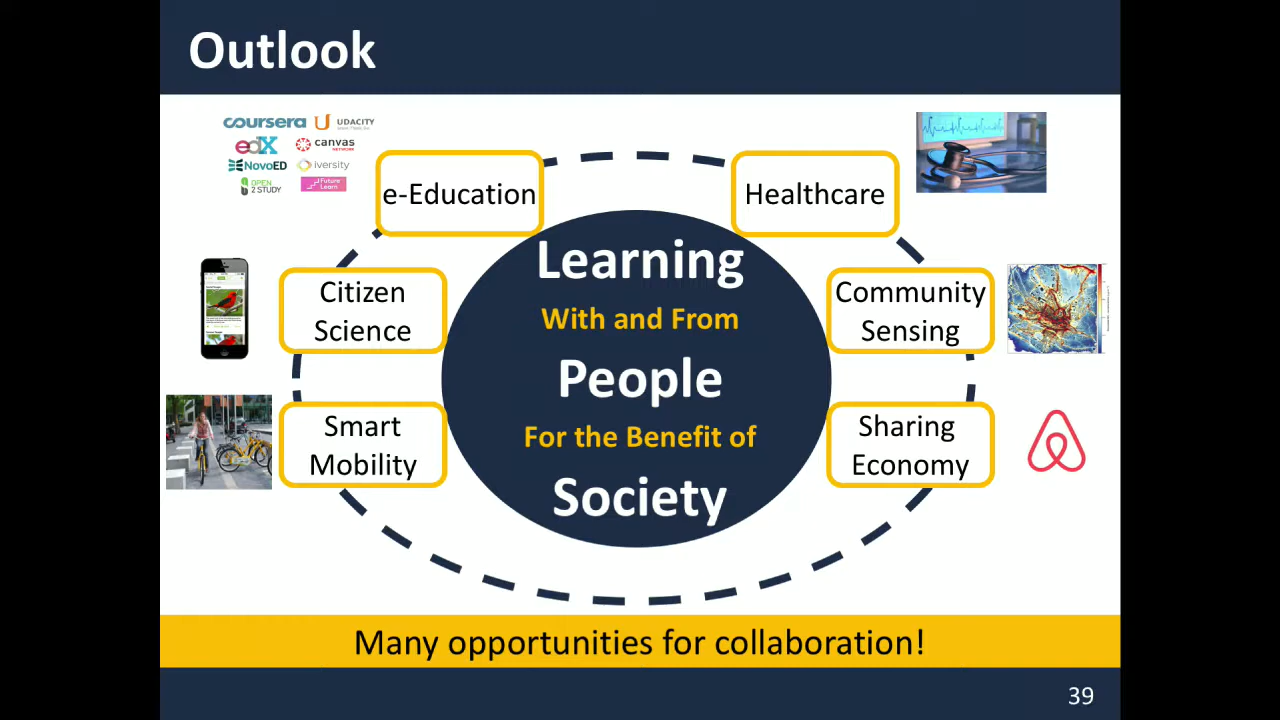 Outlook
coursera
UDACITY
edX
canvas
NovoED
iversity
OPEN
2 STUDY
Future
Learn
e-Education
Healthcare
Citizen
Science
Community
Sensing
Smart
Mobility
Sharing
Economy
Learning
With and From
People
For the Benefit of
Society
Many opportunities for collaboration!
39